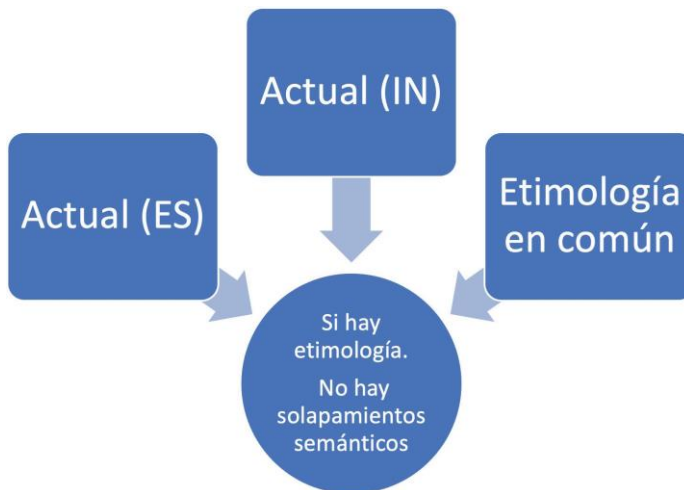 Actual (IN)
Actual (ES)
Etimología
en común
Si hay
etimología.
No hay
solapamientos
semánticos